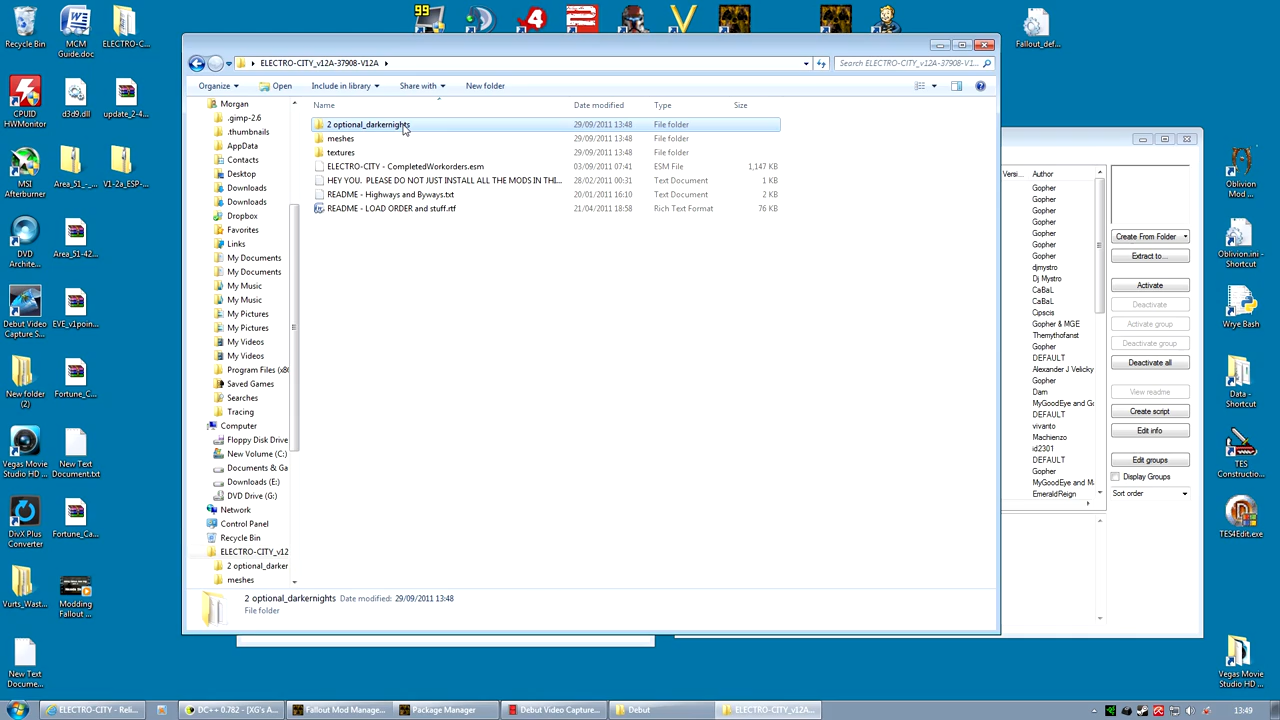 99
4
Recycle Bin
MCM Guide.doc
ELECTRO-C...
Fallout_def...
CPUID HWMonitor
d3d9.dll
update_2-4...
MSI Afterburner
Area_51_-_...
V1-2a_ESP-...
DVD Archite...
Area_51-42...
Debut Video Capture S...
EVE_v1poin...
New folder (2)
Fortune_C...
Vegas Movie Studio HD ...
New Text Document.txt
DivX Plus Converter
Fortune_Ca...
Vurts_Wast...
Modding Fallout ...
New Text Docume...
ELECTRO-CITY_v12A-37908-V12A
Search ELECTRO-CITY_v12A-37908-V1...
Organize
Open
Include in library
Share with
New folder
Name Date modified Type Size
2 optional_darkernights 29/09/2011 13:48 File folder
meshes 29/09/2011 13:48 File folder
textures 29/09/2011 13:48 File folder
ELECTRO-CITY - CompletedWorkorders.esm 03/09/2011 07:41 ESM File 1,147 KB
HEY YOU. PLEASE DO NOT JUST INSTALL ALL THE MODS IN THI... 28/02/2011 00:31 Text Document 1 KB
README - Highways and Byways.txt 20/01/2011 16:10 Text Document 2 KB
README - LOAD ORDER and stuff.rtf 21/04/2011 18:58 Rich Text Format 76 KB
Morgan
.gimp-2.6
.thumbnails
AppData
Contacts
Desktop
Downloads
Downloads
Dropbox
Favorites
Links
My Documents
My Documents
My Music
My Music
My Pictures
My Pictures
My Videos
My Videos
Program Files (x86
Saved Games
Searches
Tracing
Computer
Floppy Disk Drive
New Volume (C:)
Documents & Ga
Downloads (E:)
DVD Drive (G:)
Network
Control Panel
Recycle Bin
ELECTRO-CITY_v12
2 optional_darker
meshes
2 optional_darkernights Date modified: 29/09/2011 13:48
File folder
Versi... Author
Gopher
Gopher
Gopher
Gopher
Gopher
Gopher
Gopher
djmystro
Dj Mystro
CaBaL
CaBaL
Cipscis
Gopher & MGE
Themythofanst
Gopher
DEFAULT
Alexander J Velicky
Gopher
Dam
MyGoodEye and Go
DEFAULT
vivanto
Machienzo
id2301
DEFAULT
Gopher
MyGoodEye and M
EmeraldReign
Create From Folder
Extract to...
Activate
Deactivate
Activate group
Deactivate group
Deactivate all
View readme
Create script
Edit info
Edit groups
Display Groups
Sort order
Oblivion Mod ...
Oblivion.ini - Shortcut
Wrye Bash
Data - Shortcut
TES Constructio...
TES4Edit.exe
Vegas Movie Studio HD ...
ELECTRO-CITY - Reli...
DC++ 0.782 - [XG's A...
Fallout Mod Manage...
Package Manager
Debut Video Captur...
Debut
ELECTRO-CITY_v12A...
13:49